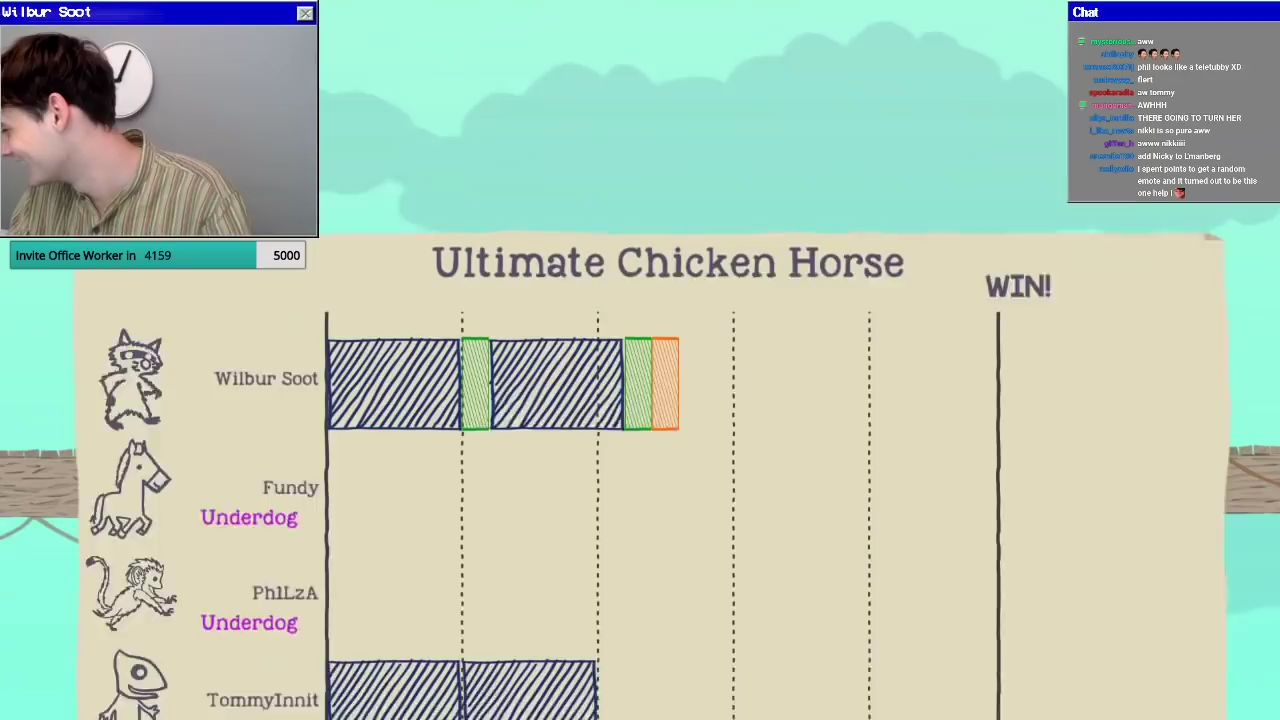 Wilbur Soot
Chat
aww
phil looks like a teletubby XD
fiert
spookaradia aw tommy
AWHHH
THERE GOING TO TURN HER
nikki is so pure aww
awww nikkiiii
add Nicky to L'manberg
I spent points to get a random
emote and it turned out to be this
one help I
Invite Office Worker in 4159 5000
Ultimate Chicken Horse
WIN!
Wilbur Soot
Fundy
Underdog
Ph1LzA
Underdog
TommyInnit